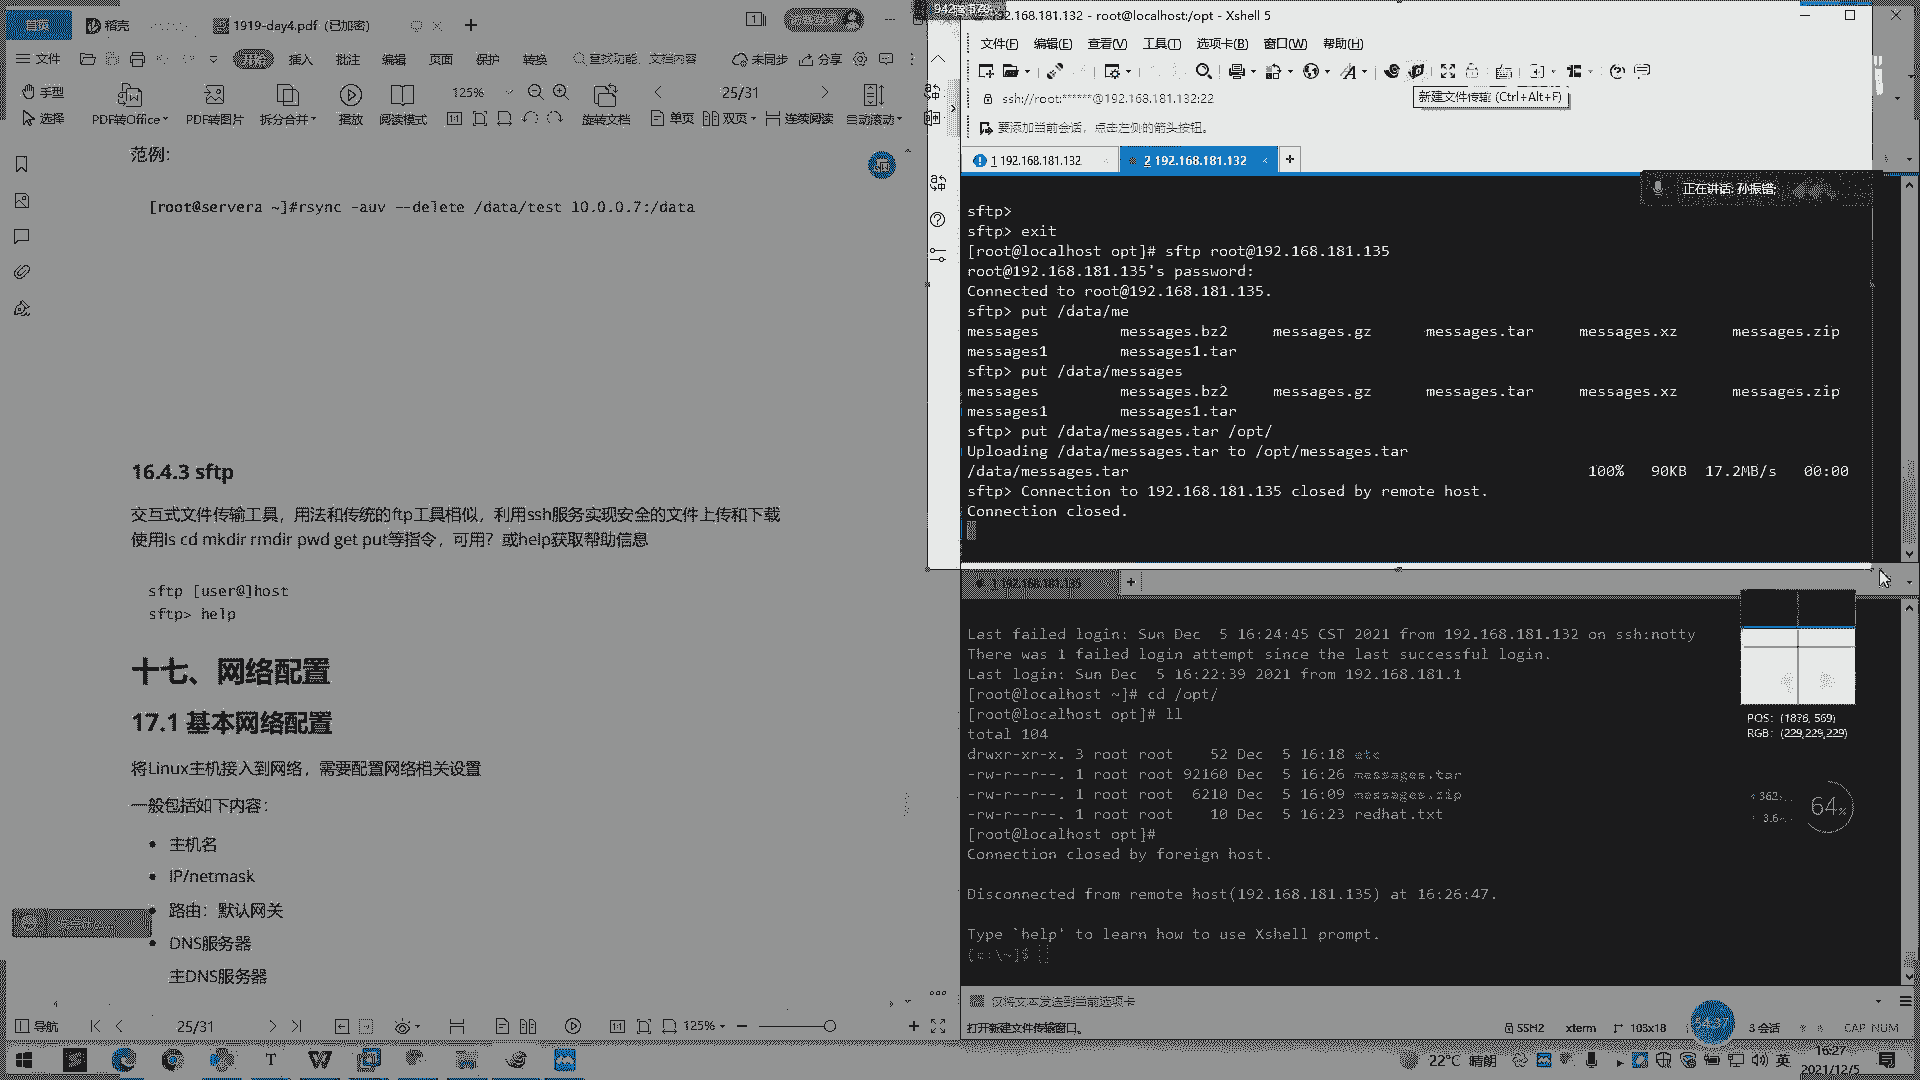 首页
稻壳
1919-day4.pdf (已加密)
文件
开始
插入
批注
编辑
页面
保护
转换
查找功能、文档内容
未同步
分享
手型
选择
PDF转Office
PDF转图片
拆分合并
播放
阅读模式
125%
旋转文档
25/31
单页
双页
连续阅读
自动滚动
范例:
[root@servera ~]#rsync -auv --delete /data/test 10.0.0.7:/data
16.4.3 sftp
交互式文件传输工具，用法和传统的ftp工具相似，利用ssh服务实现安全的文件上传和下载
使用ls cd mkdir rmdir pwd get put等指令，可用？或help获取帮助信息
sftp [user@]host
sftp> help
十七、网络配置
17.1 基本网络配置
将Linux主机接入到网络，需要配置网络相关设置
一般包括如下内容：
主机名
IP/netmask
路由：默认网关
DNS服务器
主DNS服务器
导航
25/31
125%
192.168.181.132 - root@localhost:/opt - Xshell 5
文件(F)
编辑(E)
查看(V)
工具(T)
选项卡(B)
窗口(W)
帮助(H)
新建文件传输 (Ctrl+Alt+F)
ssh://root:******@192.168.181.132:22
要添加当前会话，点击左侧的箭头按钮。
1 192.168.181.132
2 192.168.181.132
正在讲话: 孙振锴;
sftp>
sftp> exit
[root@localhost opt]# sftp root@192.168.181.135
root@192.168.181.135's password:
Connected to root@192.168.181.135.
sftp> put /data/me
messages messages.bz2 messages.gz messages.tar messages.xz messages.zip
messages1 messages1.tar
sftp> put /data/messages
messages messages.bz2 messages.gz messages.tar messages.xz messages.zip
messages1 messages1.tar
sftp> put /data/messages.tar /opt/
Uploading /data/messages.tar to /opt/messages.tar
/data/messages.tar 100% 90KB 17.2MB/s 00:00
sftp> Connection to 192.168.181.135 closed by remote host.
Connection closed.
1 192.168.181.135
Last failed login: Sun Dec  5 16:24:45 CST 2021 from 192.168.181.132 on ssh:notty
There was 1 failed login attempt since the last successful login.
Last login: Sun Dec  5 16:22:39 2021 from 192.168.181.1
[root@localhost ~]# cd /opt/
[root@localhost opt]# ll
total 104
drwxr-xr-x. 3 root root    52 Dec  5 16:18 etc
-rw-r--r--. 1 root root 92160 Dec  5 16:26 messages.tar
-rw-r--r--. 1 root root  6210 Dec  5 16:09 messages.zip
-rw-r--r--. 1 root root    10 Dec  5 16:23 redhat.txt
[root@localhost opt]#
Connection closed by foreign host.
Disconnected from remote host(192.168.181.135) at 16:26:47.
Type `help' to learn how to use Xshell prompt.
[c:\~]$
POS: (1876, 569)
RGB: (229,229,229)
64%
仅将文本发送到当前选项卡
打开新建文件传输窗口。
SSH2
xterm
103x18
54:37
3 会话
CAP NUM
22°C 晴朗
英
16:27
2021/12/5